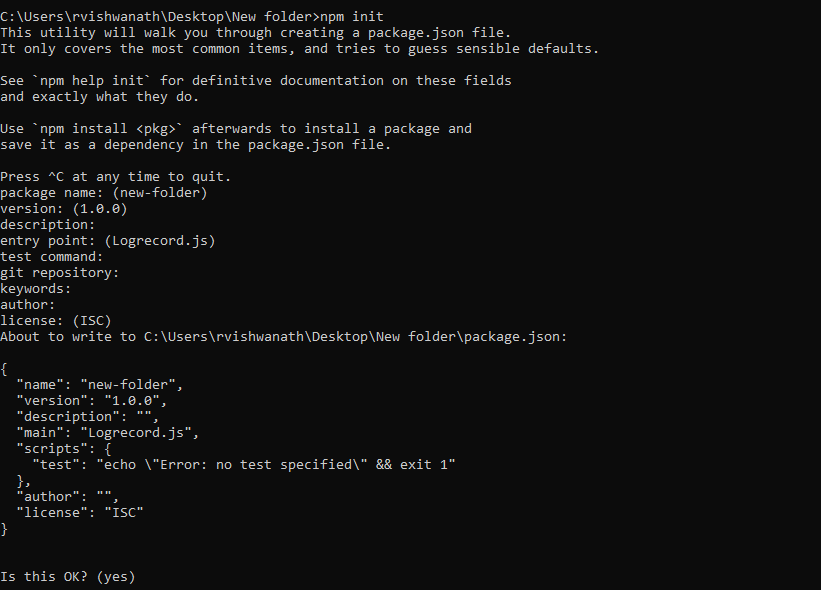 C:\Users\rvishwanath\Desktop\New folder>npm init
This utility will walk you through creating a package.json file.
It only covers the most common items, and tries to guess sensible defaults.

See `npm help init` for definitive documentation on these fields
and exactly what they do.

Use `npm install <pkg>` afterwards to install a package and
save it as a dependency in the package.json file.

Press ^C at any time to quit.
package name: (new-folder)
version: (1.0.0)
description:
entry point: (Logrecord.js)
test command:
git repository:
keywords:
author:
license: (ISC)
About to write to C:\Users\rvishwanath\Desktop\New folder\package.json:

{
  "name": "new-folder",
  "version": "1.0.0",
  "description": "",
  "main": "Logrecord.js",
  "scripts": {
    "test": "echo \"Error: no test specified\" && exit 1"
  },
  "author": "",
  "license": "ISC"
}


Is this OK? (yes)